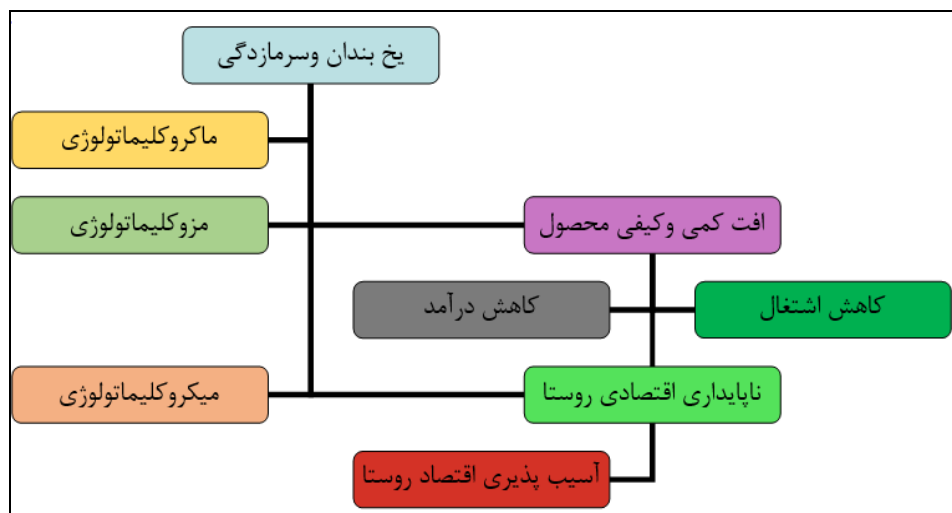 یخ بندان وسرمازدگی
ماکروکلیماتولوژی
افت کمی وکیفی محصول
مزوکلیماتولوژی
کاهش اشتغال
کاهش درآمد
ناپایداری اقتصادی روستا
میکروکلیماتولوژی
آسیب پذیری اقتصاد روستا